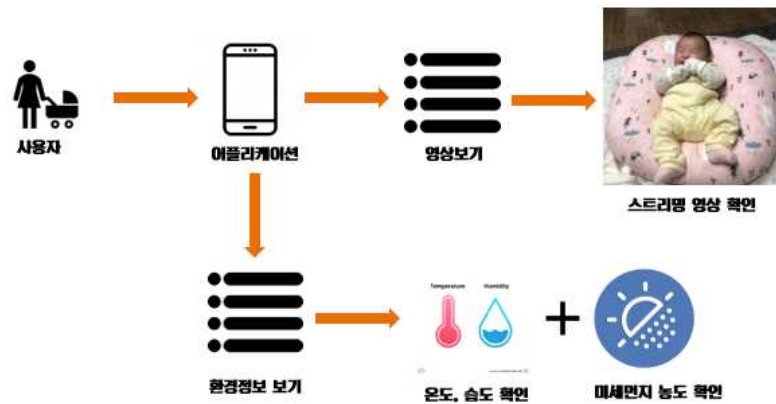 사용자
어플리케이션
영상보기
스트리밍 영상 확인
Temperature
Humidity
환경정보 보기
온도, 습도 확인
미세먼지 농도 확인